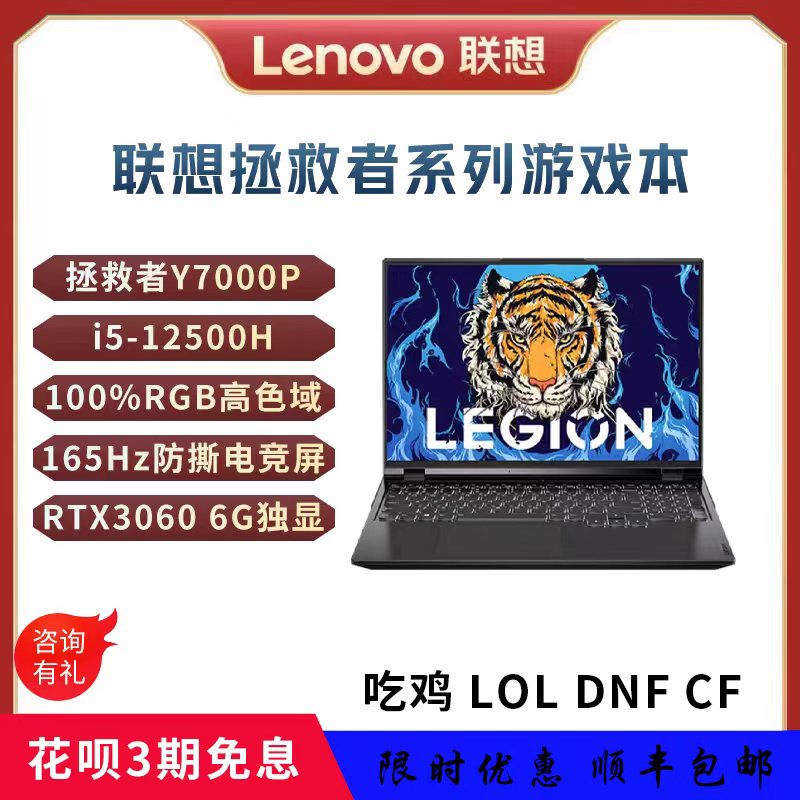 Lenovo 联想
联想拯救者系列游戏本
拯救者Y7000P
i5-12500H
100%RGB高色域
165Hz防撕电竞屏
RTX3060 6G独显
LEGION
咨询
有礼
吃鸡 LOL DNF CF
花呗3期免息
限时优惠 顺丰包邮